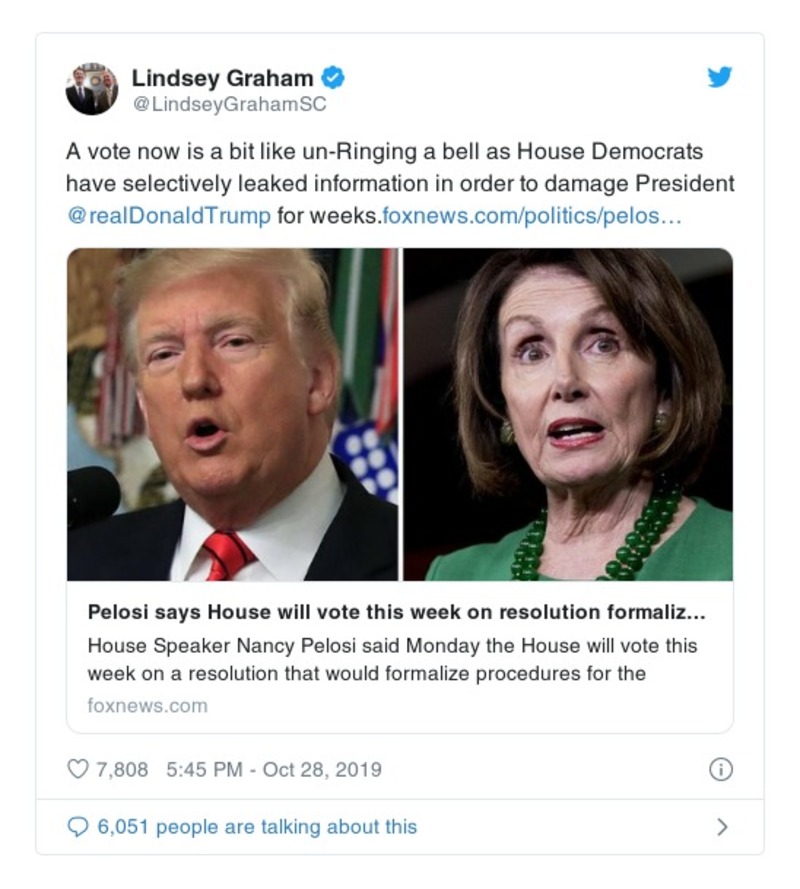 Lindsey Graham
@LindseyGrahamSC
A vote now is a bit like un-Ringing a bell as House Democrats
have selectively leaked information in order to damage President
@realDonaldTrump for weeks.foxnews.com/politics/pelos…
Pelosi says House will vote this week on resolution formaliz…
House Speaker Nancy Pelosi said Monday the House will vote this
week on a resolution that would formalize procedures for the
foxnews.com
7,808 5:45 PM - Oct 28, 2019
6,051 people are talking about this